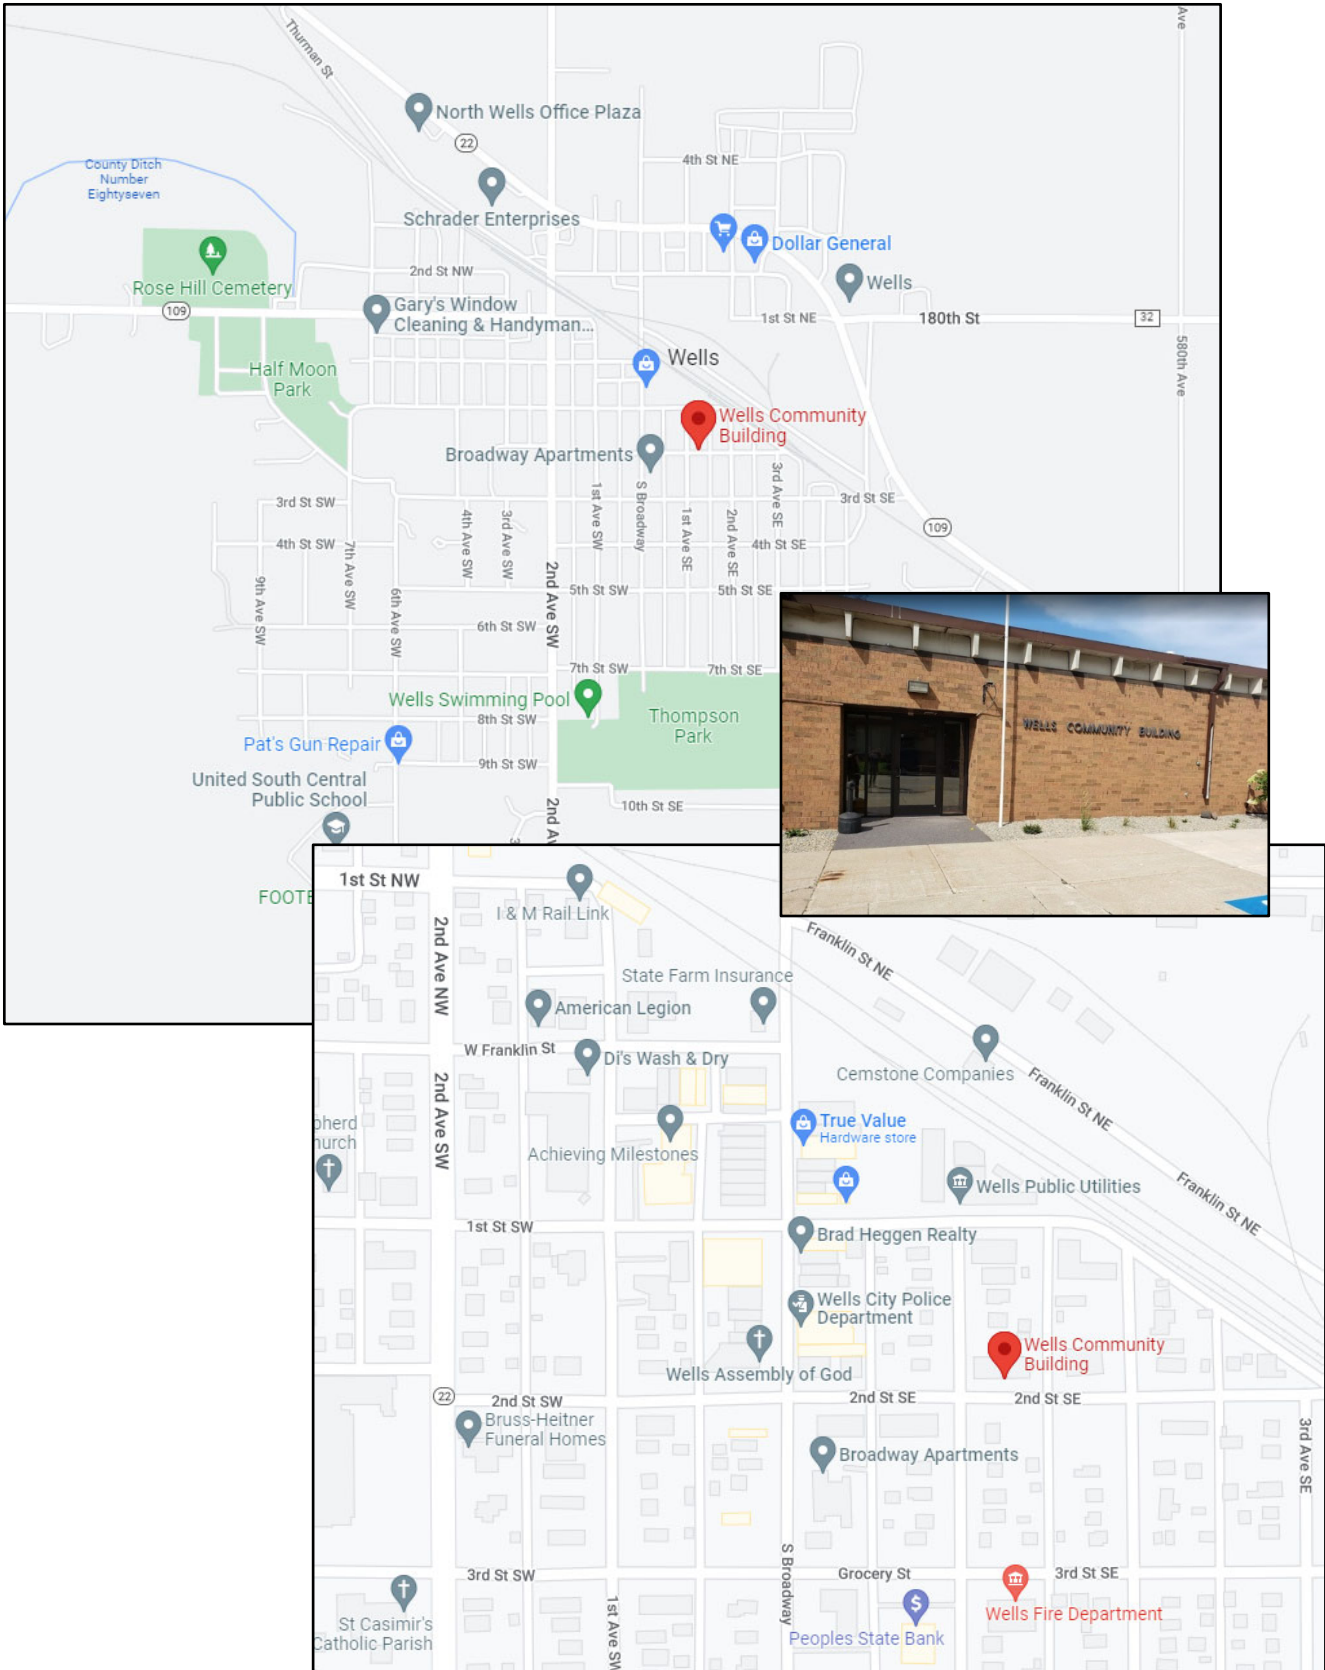 Thurman St
Ave
North Wells Office Plaza
22
4th St NE
County Ditch
Number
Eightyseven
Schrader Enterprises
Dollar General
2nd St NW
Rose Hill Cemetery
Wells
109
Gary's Window
Cleaning & Handyman...
1st St NE
180th St
32
580th Ave
Wells
Half Moon
Park
Wells Community
Building
Broadway Apartments
3rd St SW
1st Ave SW
S Broadway
3rd Ave SE
3rd St SE
4th Ave SW
3rd Ave SW
1st Ave SE
2nd Ave SE
109
4th St SW
7th Ave SW
4th St SE
9th Ave SW
6th Ave SW
2nd Ave SW
5th St SW
5th St SE
6th St SW
7th St SW
7th St SE
Wells Swimming Pool
8th St SW
Thompson
Park
Pat's Gun Repair
9th St SW
United South Central
Public School
10th St SE
2nd Av
3
FOOTE
WELLS COMMUNITY BUILDING
1st St NW
I & M Rail Link
2nd Ave NW
Franklin St NE
State Farm Insurance
American Legion
W Franklin St
Di's Wash & Dry
Cemstone Companies
Franklin St NE
2nd Ave SW
pherd
hurch
True Value
Hardware store
Achieving Milestones
Wells Public Utilities
Franklin St NE
1st St SW
Brad Heggen Realty
Wells City Police
Department
Wells Community
Building
Wells Assembly of God
22
2nd St SW
2nd St SE
2nd St SE
Bruss-Heitner
Funeral Homes
Broadway Apartments
3rd Ave SE
S Broadway
3rd St SW
Grocery St
3rd St SE
1st Ave SW
St Casimir's
Catholic Parish
Wells Fire Department
Peoples State Bank